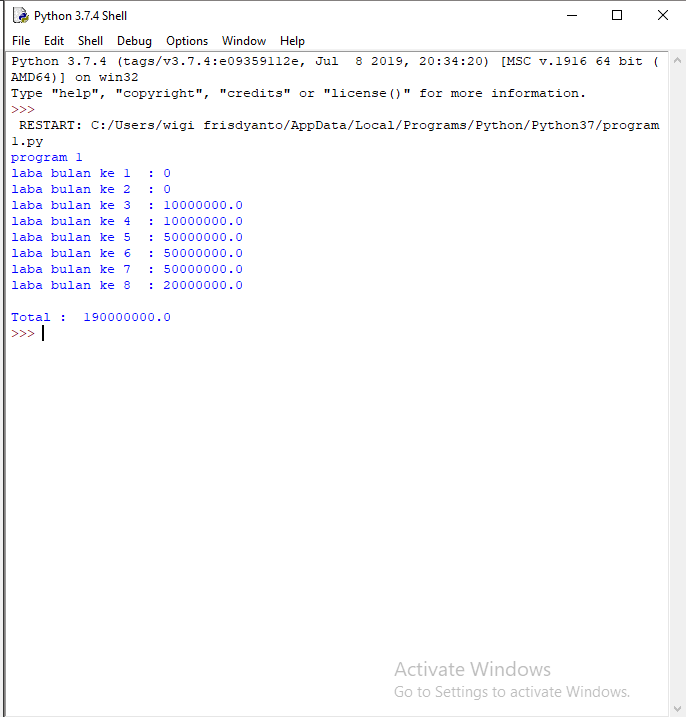 Python 3.7.4 Shell
File Edit Shell Debug Options Window Help
Python 3.7.4 (tags/v3.7.4:e09359112e, Jul  8 2019, 20:34:20) [MSC v.1916 64 bit (
AMD64)] on win32
Type "help", "copyright", "credits" or "license()" for more information.
>>>
 RESTART: C:/Users/wigi frisdyanto/AppData/Local/Programs/Python/Python37/program
1.py
program 1
laba bulan ke 1  : 0
laba bulan ke 2  : 0
laba bulan ke 3  : 10000000.0
laba bulan ke 4  : 10000000.0
laba bulan ke 5  : 50000000.0
laba bulan ke 6  : 50000000.0
laba bulan ke 7  : 50000000.0
laba bulan ke 8  : 20000000.0
Total :  190000000.0
>>>
Activate Windows
Go to Settings to activate Windows.